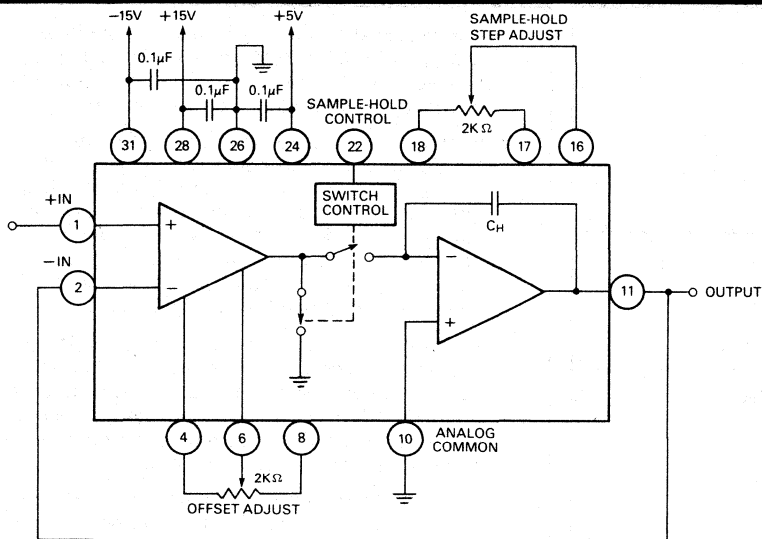 −15V +15V +5V
SAMPLE-HOLD
STEP ADJUST
0.1µF
0.1µF 0.1µF
SAMPLE-HOLD
CONTROL
2K Ω
31 28 26 24 22 18 17 16
SWITCH
CONTROL
+IN
1 +
CH
−IN
2 −
−
+
11 OUTPUT
4 6 8 10 ANALOG
COMMON
2KΩ
OFFSET ADJUST